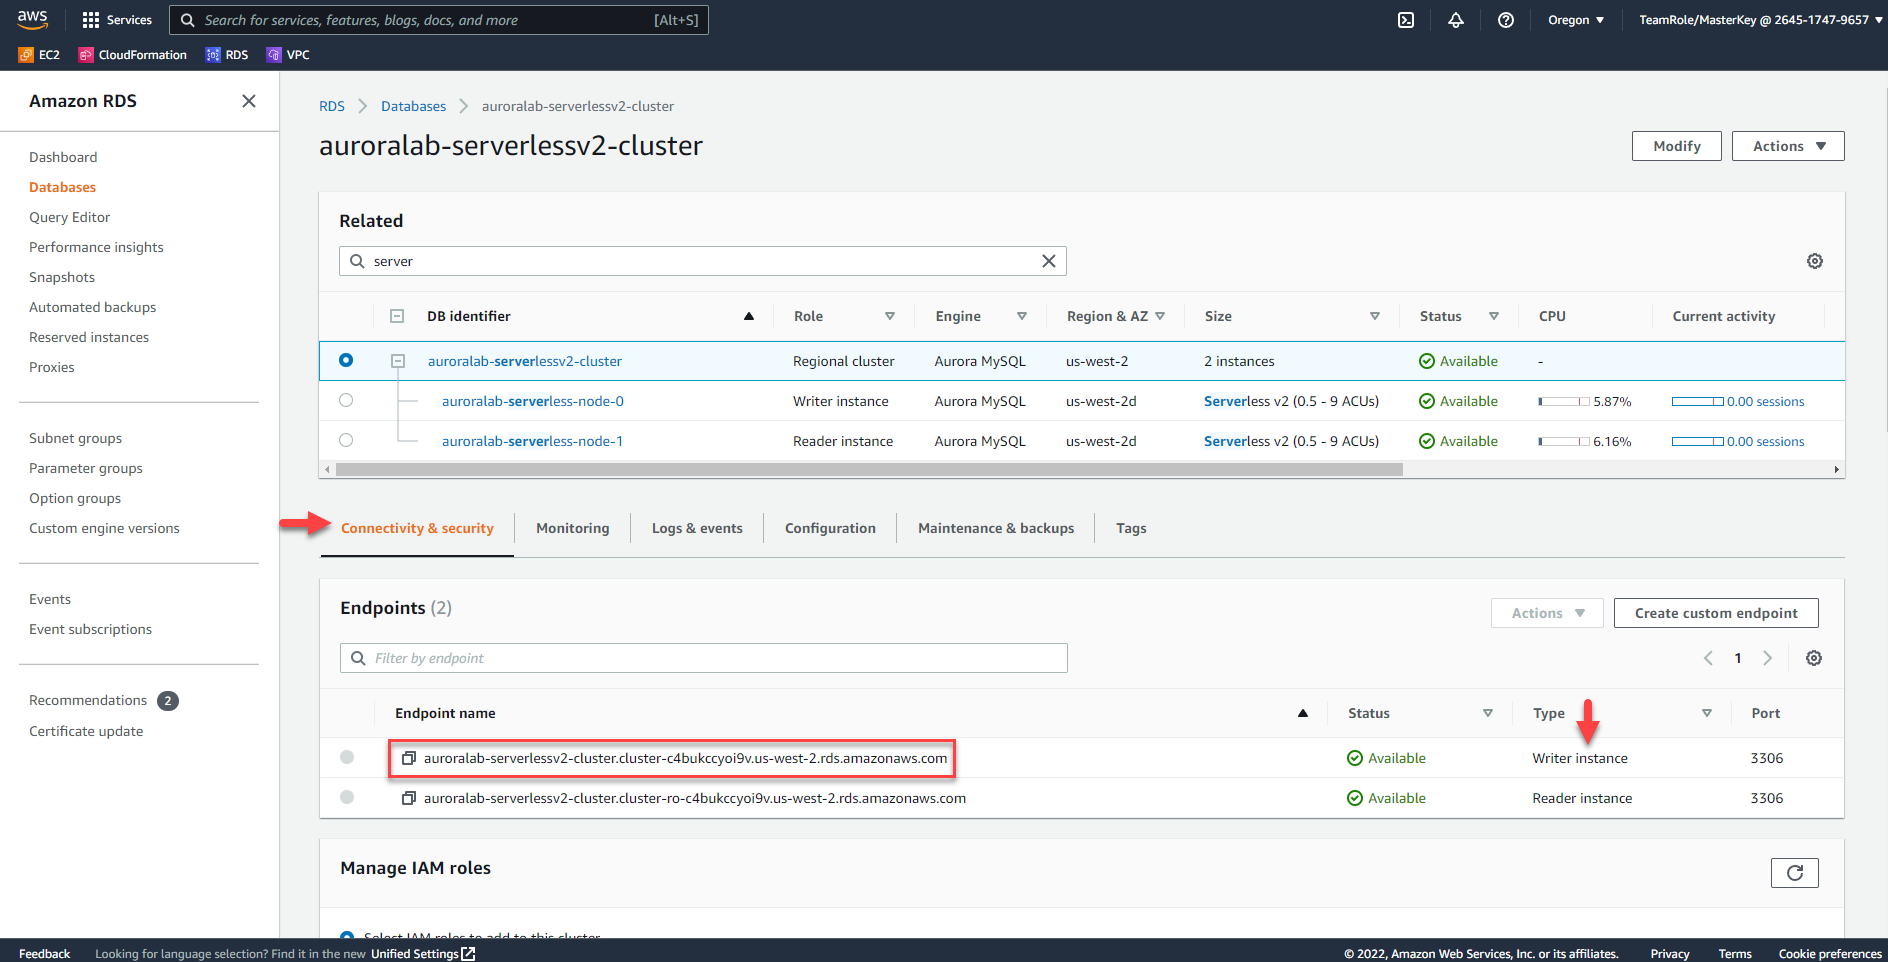 aws Services Search for services, features, blogs, docs, and more [Alt+S] Oregon TeamRole/MasterKey @ 2645-1747-9657
EC2 CloudFormation RDS VPC
Amazon RDS
Dashboard
Databases
Query Editor
Performance insights
Snapshots
Automated backups
Reserved instances
Proxies
Subnet groups
Parameter groups
Option groups
Custom engine versions
Events
Event subscriptions
Recommendations 2
Certificate update
RDS Databases auroralab-serverlessv2-cluster
auroralab-serverlessv2-cluster Modify Actions
Related
server
DB identifier Role Engine Region & AZ Size Status CPU Current activity
auroralab-serverlessv2-cluster Regional cluster Aurora MySQL us-west-2 2 instances Available -
auroralab-serverless-node-0 Writer instance Aurora MySQL us-west-2d Serverless v2 (0.5 - 9 ACUs) Available 5.87% 0.00 sessions
auroralab-serverless-node-1 Reader instance Aurora MySQL us-west-2d Serverless v2 (0.5 - 9 ACUs) Available 6.16% 0.00 sessions
Connectivity & security Monitoring Logs & events Configuration Maintenance & backups Tags
Endpoints (2) Actions Create custom endpoint
Filter by endpoint 1
Endpoint name Status Type Port
auroralab-serverlessv2-cluster.cluster-c4bukccyoi9v.us-west-2.rds.amazonaws.com Available Writer instance 3306
auroralab-serverlessv2-cluster.cluster-ro-c4bukccyoi9v.us-west-2.rds.amazonaws.com Available Reader instance 3306
Manage IAM roles
Select IAM roles to add to this cluster
Feedback Looking for language selection? Find it in the new Unified Settings © 2022, Amazon Web Services, Inc. or its affiliates. Privacy Terms Cookie preferences